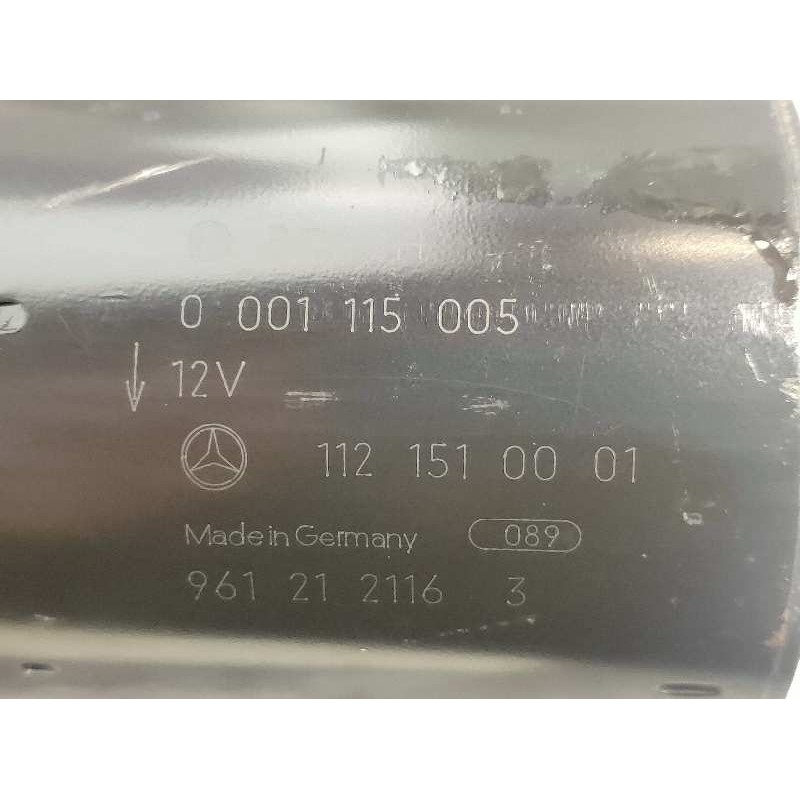 0 001 115 005
12V
112 151 00 01
Made in Germany 089
961 21 2116 3